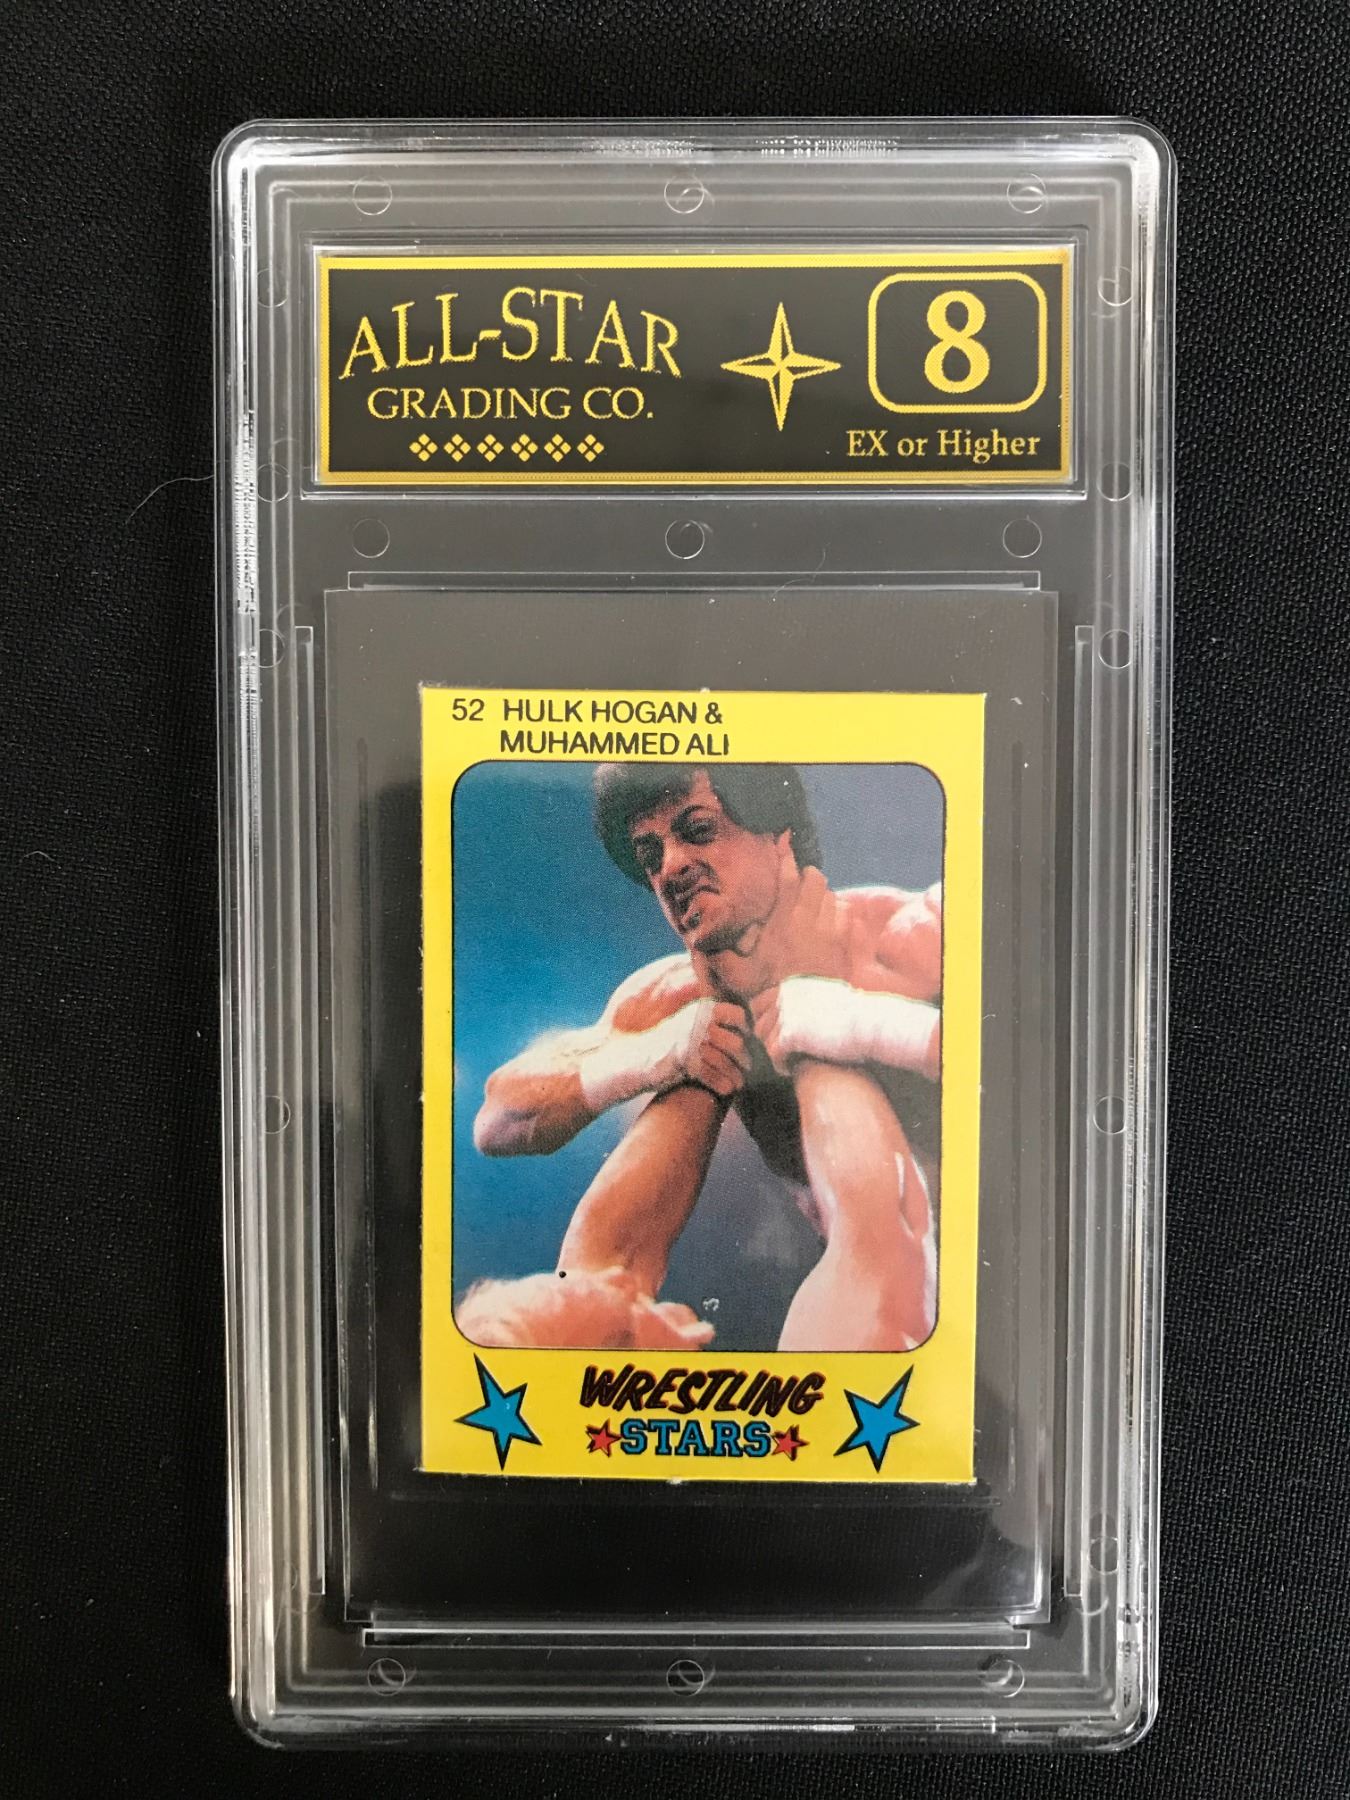 ALL-STAR
GRADING CO.
8
EX or Higher
52 HULK HOGAN &
MUHAMMED ALI
WRESTLING
STARS